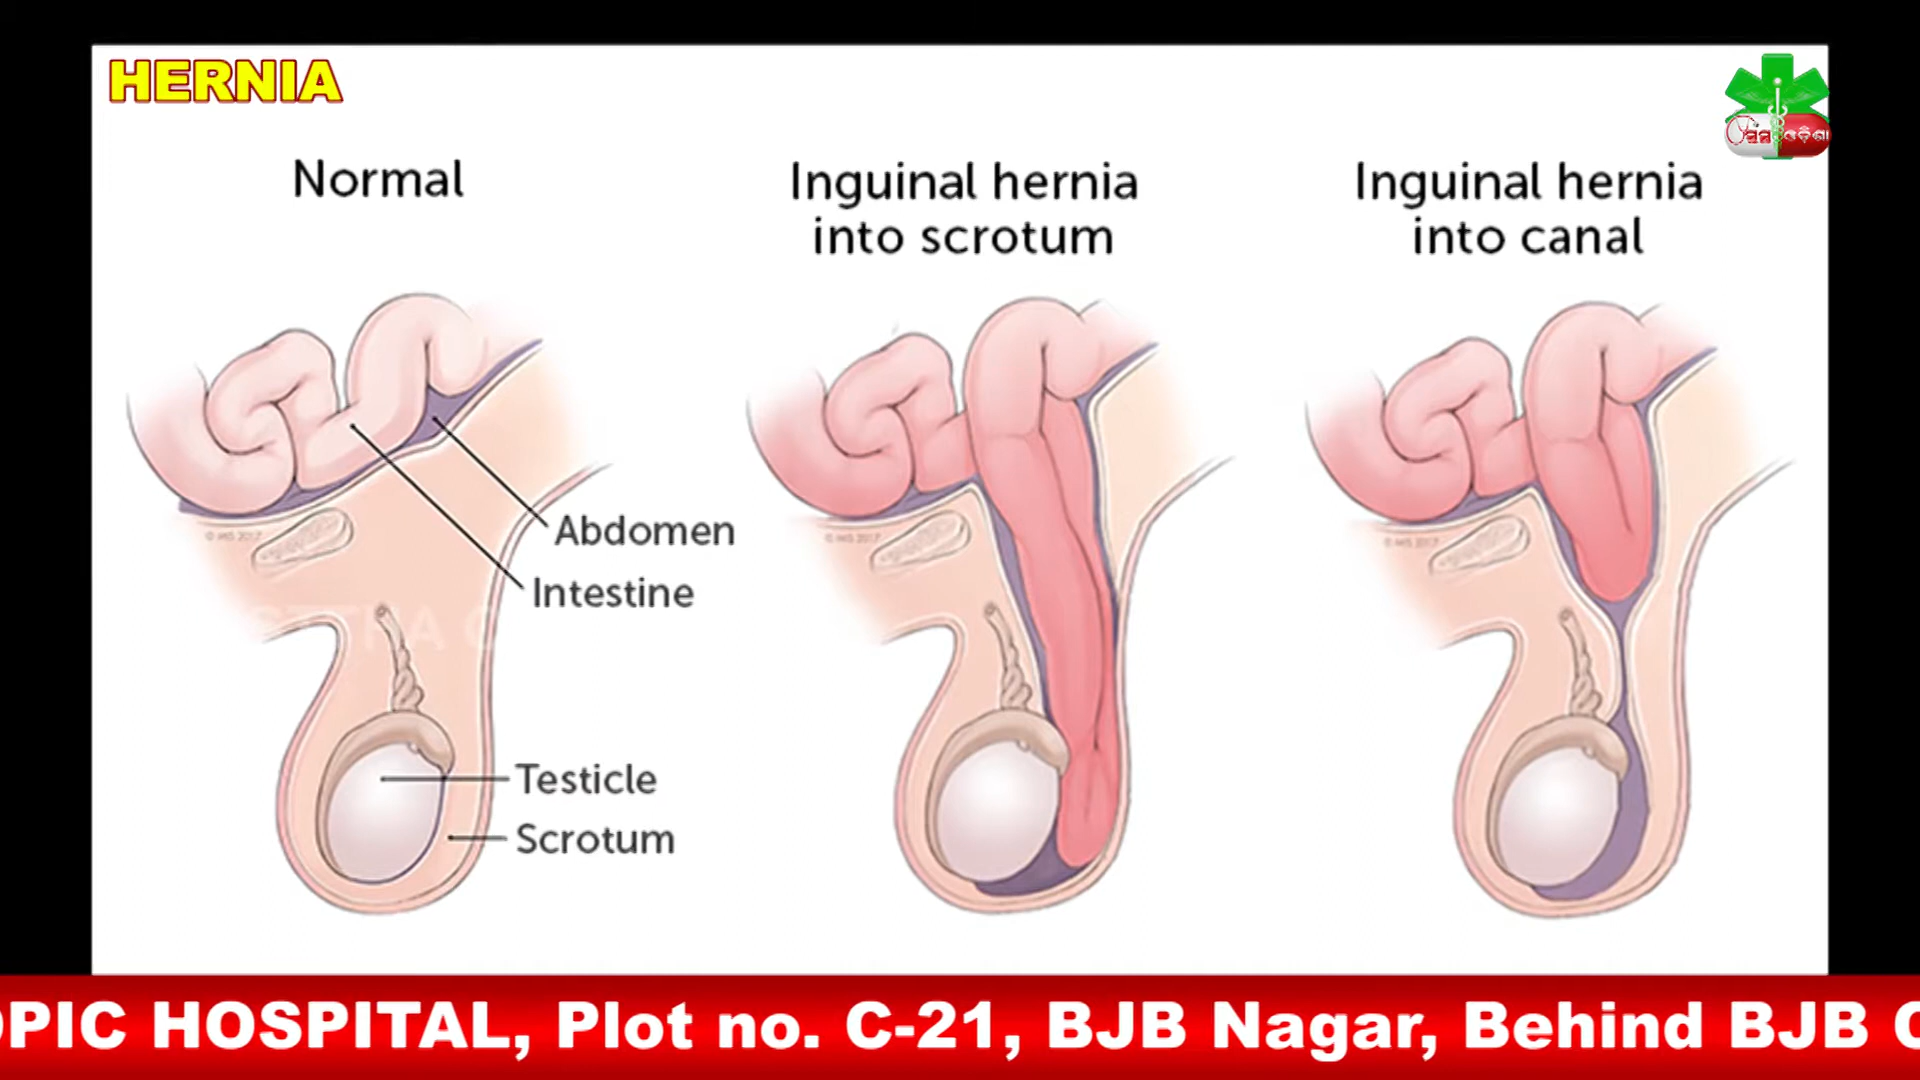 HERNIA
Normal
Inguinal hernia
into scrotum
Inguinal hernia
into canal
Abdomen
Intestine
Testicle
Scrotum
OPIC HOSPITAL, Plot no. C-21, BJB Nagar, Behind BJB C